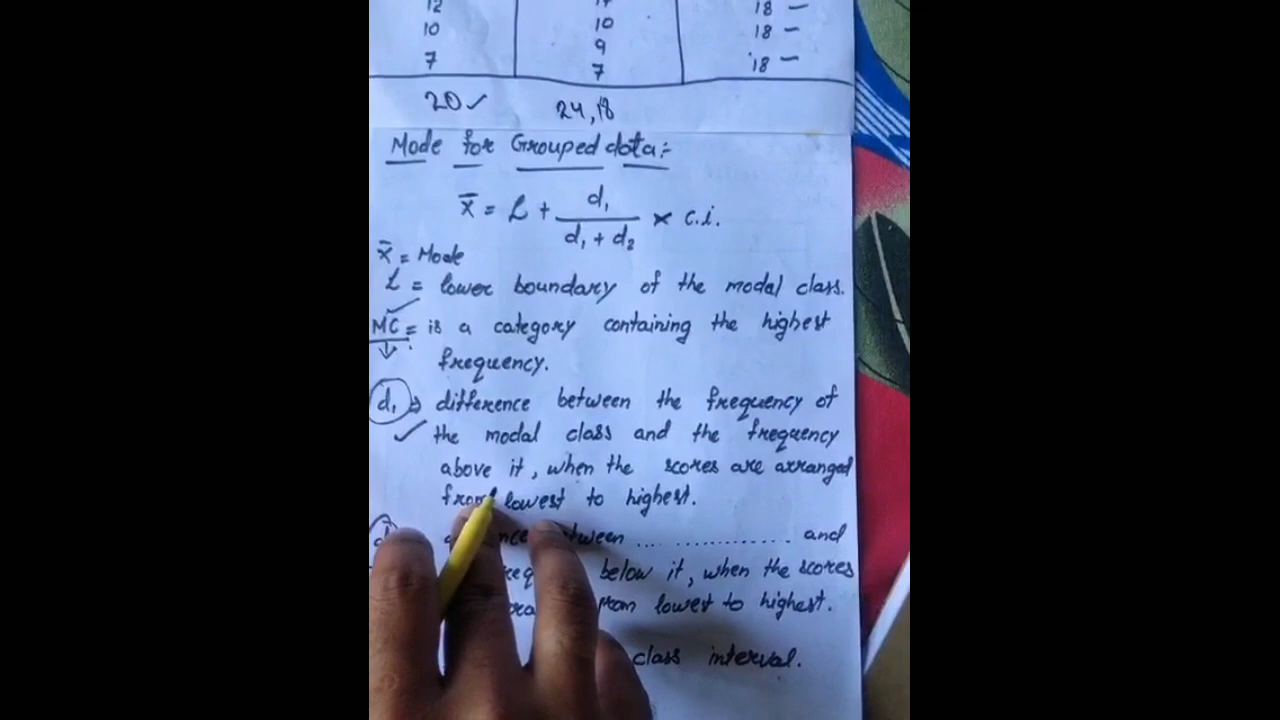 12 17 18 –
10 10 18 –
9
7 7 18 –
20 ✓ 24, 18
Mode for Grouped data:-
x̄ = L + d₁ / (d₁ + d₂) × c.i.
x̄ = Mode
L = lower boundary of the modal class.
MC = is a category containing the highest
frequency.
d₁ → difference between the frequency of
the modal class and the frequency
above it, when the scores are arranged
from lowest to highest.
and
below it, when the scores
from lowest to highest.
class interval.